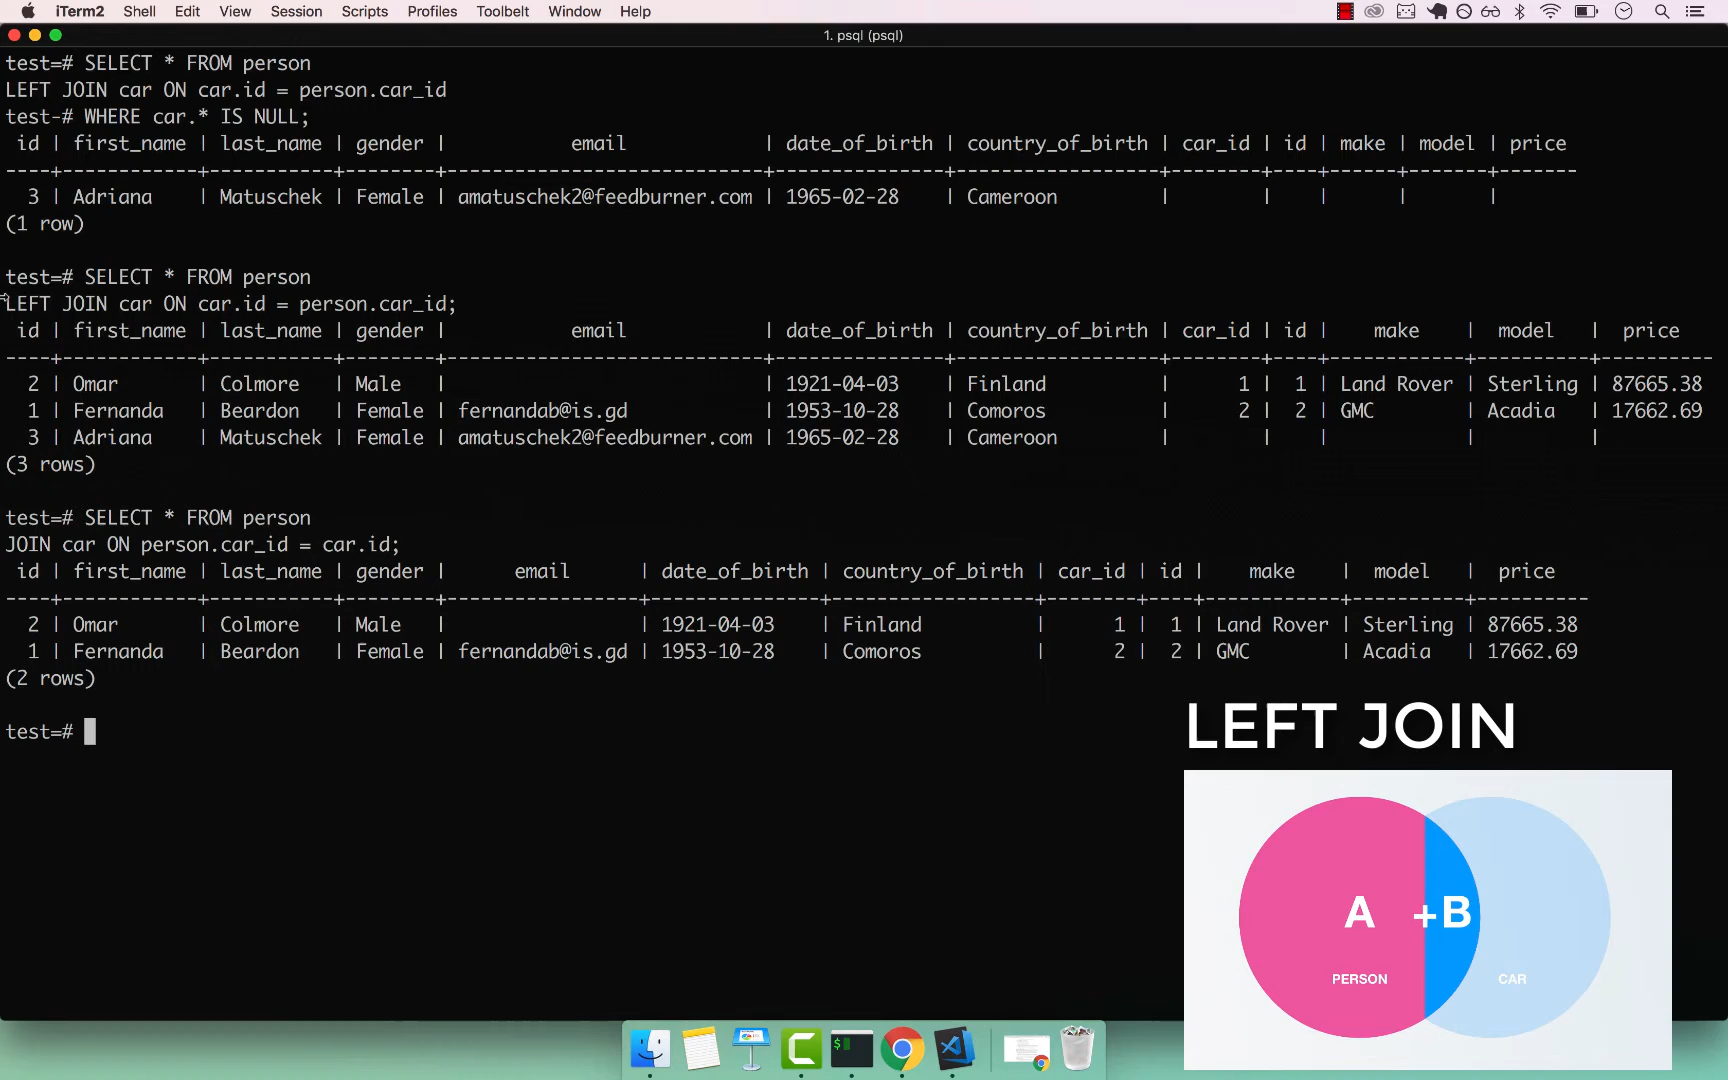 iTerm2 Shell Edit View Session Scripts Profiles Toolbelt Window Help
1. psql (psql)
test=# SELECT * FROM person
LEFT JOIN car ON car.id = person.car_id
test-# WHERE car.* IS NULL;
 id | first_name | last_name | gender |           email            | date_of_birth | country_of_birth | car_id | id | make | model | price
----+------------+-----------+--------+----------------------------+---------------+------------------+--------+----+------+-------+-------
  3 | Adriana    | Matuschek | Female | amatuschek2@feedburner.com | 1965-02-28    | Cameroon         |        |    |      |       |
(1 row)
test=# SELECT * FROM person
LEFT JOIN car ON car.id = person.car_id;
 id | first_name | last_name | gender |           email            | date_of_birth | country_of_birth | car_id | id |    make    |  model   |  price
----+------------+-----------+--------+----------------------------+---------------+------------------+--------+----+------------+----------+----------
  2 | Omar       | Colmore   | Male   |                            | 1921-04-03    | Finland          |      1 |  1 | Land Rover | Sterling | 87665.38
  1 | Fernanda   | Beardon   | Female | fernandab@is.gd            | 1953-10-28    | Comoros          |      2 |  2 | GMC        | Acadia   | 17662.69
  3 | Adriana    | Matuschek | Female | amatuschek2@feedburner.com | 1965-02-28    | Cameroon         |        |    |            |          |
(3 rows)
test=# SELECT * FROM person
JOIN car ON person.car_id = car.id;
 id | first_name | last_name | gender |      email      | date_of_birth | country_of_birth | car_id | id |    make    |  model   |  price
----+------------+-----------+--------+-----------------+---------------+------------------+--------+----+------------+----------+----------
  2 | Omar       | Colmore   | Male   |                 | 1921-04-03    | Finland          |      1 |  1 | Land Rover | Sterling | 87665.38
  1 | Fernanda   | Beardon   | Female | fernandab@is.gd | 1953-10-28    | Comoros          |      2 |  2 | GMC        | Acadia   | 17662.69
(2 rows)
test=#
LEFT JOIN
A +B
PERSON CAR